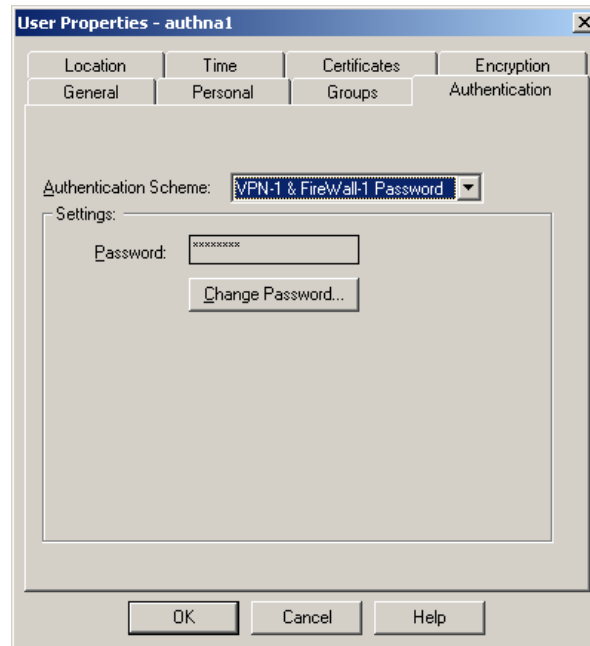 User Properties - authna1
Location Time Certificates Encryption
General Personal Groups Authentication
Authentication Scheme: VPN-1 & FireWall-1 Password
Settings:
Password: ********
Change Password...
OK Cancel Help